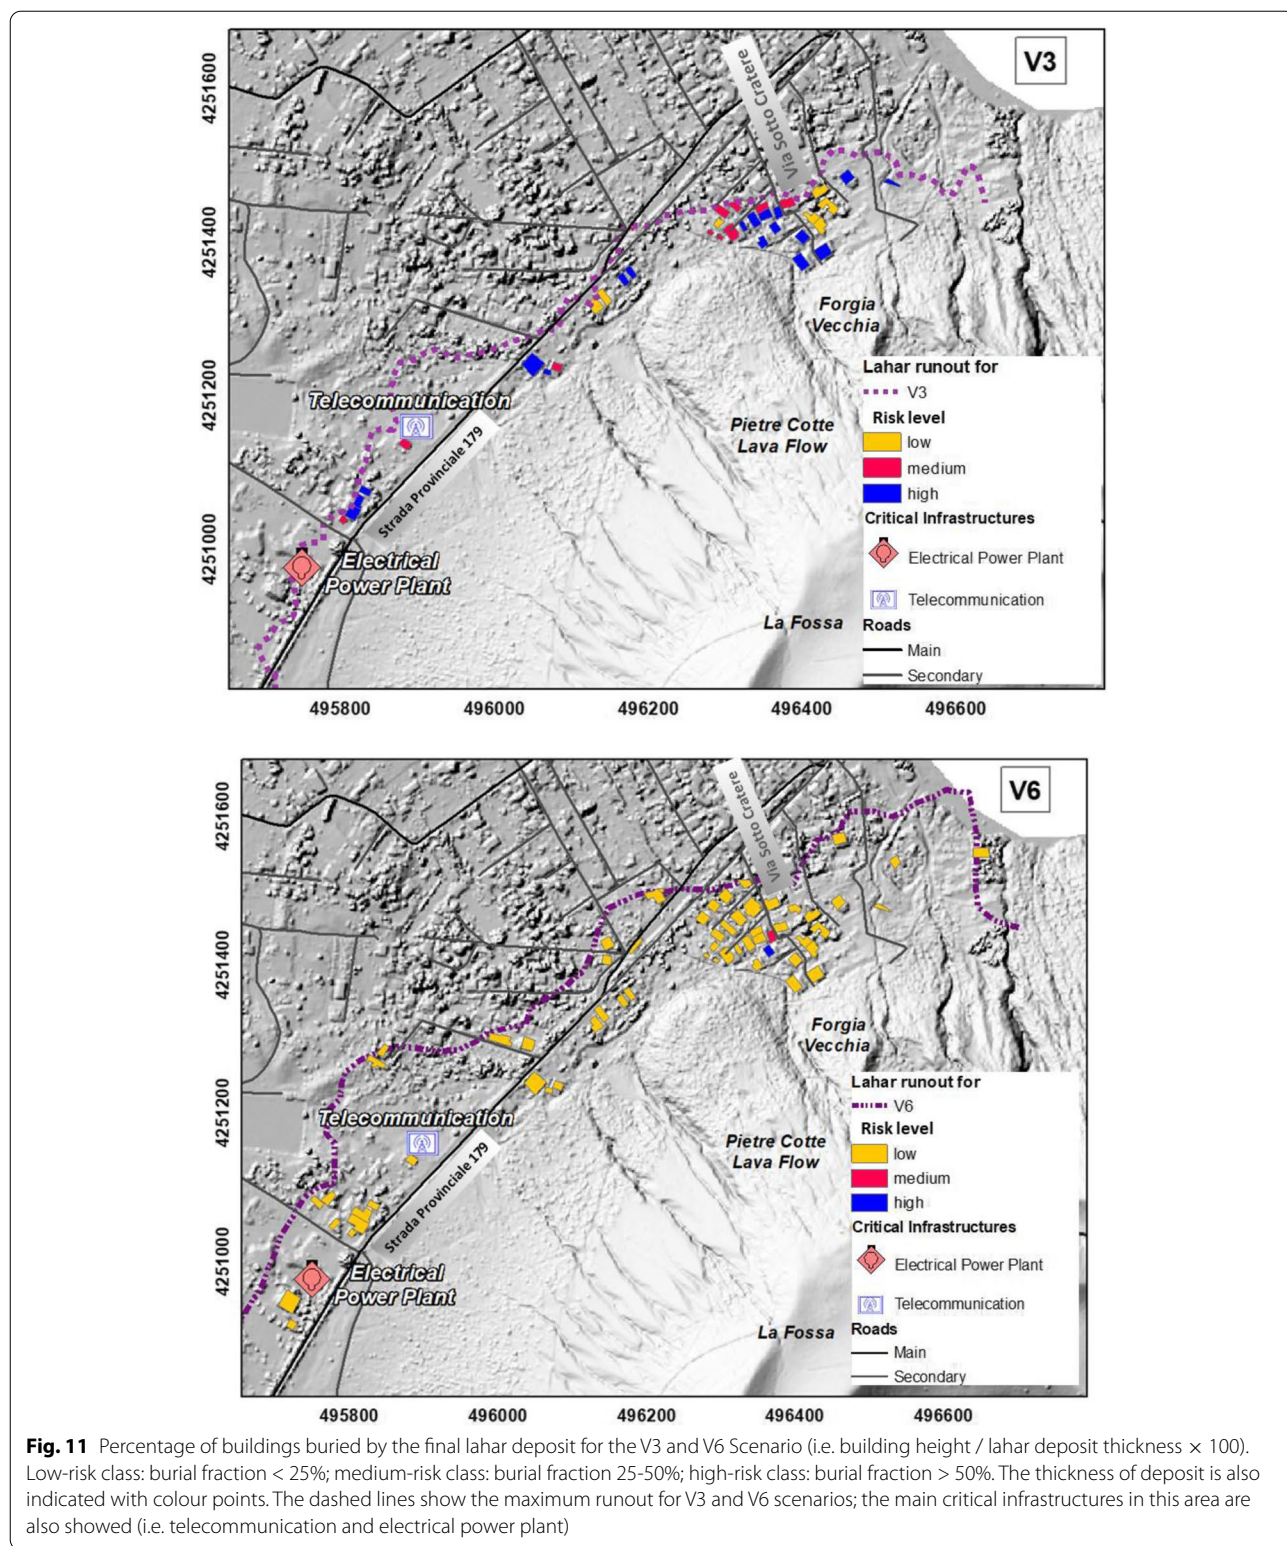 V3
4251600
Via Sotto Cratere
4251400
Forgia
Vecchia
4251200
Telecommunication
Pietre Cotte
Lava Flow
Strada Provinciale 179
4251000
Electrical
Power Plant
La Fossa
Lahar runout for
V3
Risk level
low
medium
high
Critical Infrastructures
Electrical Power Plant
Telecommunication
Roads
Main
Secondary
495800 496000 496200 496400 496600
V6
4251600
Via Sotto Cratere
4251400
Forgia
Vecchia
4251200
Telecommunication
Pietre Cotte
Lava Flow
Strada Provinciale 179
4251000
Electrical
Power Plant
La Fossa
Lahar runout for
V6
Risk level
low
medium
high
Critical Infrastructures
Electrical Power Plant
Telecommunication
Roads
Main
Secondary
495800 496000 496200 496400 496600
Fig. 11 Percentage of buildings buried by the final lahar deposit for the V3 and V6 Scenario (i.e. building height / lahar deposit thickness × 100).
Low-risk class: burial fraction < 25%; medium-risk class: burial fraction 25-50%; high-risk class: burial fraction > 50%. The thickness of deposit is also
indicated with colour points. The dashed lines show the maximum runout for V3 and V6 scenarios; the main critical infrastructures in this area are
also showed (i.e. telecommunication and electrical power plant)